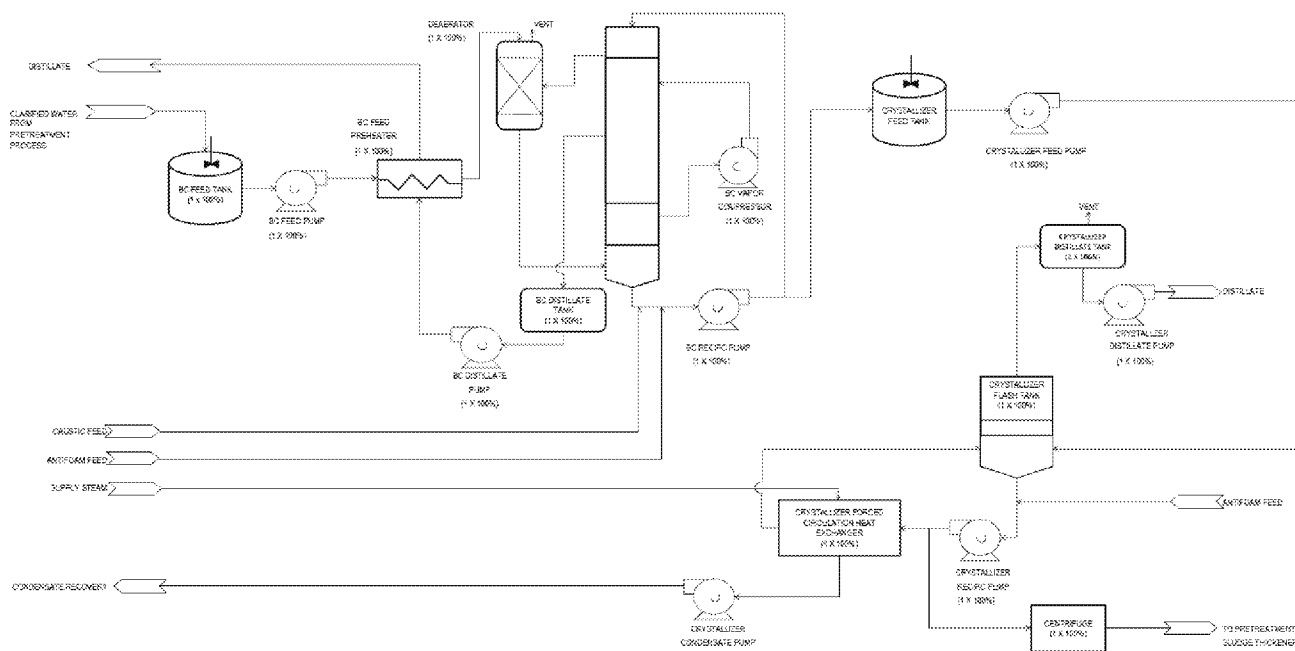 DEAERATOR
(1 X 100%)
VENT
DISTILLATE
CLARIFIED WATER
FROM
PRETREATMENT
PROCESS
BC FEED
PREHEATER
(1 X 100%)
BC FEED TANK
(1 X 100%)
BC FEED PUMP
(1 X 100%)
BC VAPOR
COMPRESSOR
(1 X 100%)
CRYSTALLIZER
FEED TANK
CRYSTALLIZER FEED PUMP
(1 X 100%)
VENT
CRYSTALLIZER
DISTILLATE TANK
(1 X 100%)
DISTILLATE
CRYSTALLIZER
DISTILLATE PUMP
(1 X 100%)
BC DISTILLATE
TANK
(1 X 100%)
BC RECIRC PUMP
(1 X 100%)
BC DISTILLATE
PUMP
(1 X 100%)
CRYSTALLIZER
FLASH TANK
(1 X 100%)
CAUSTIC FEED
ANTIFOAM FEED
SUPPLY STEAM
ANTIFOAM FEED
CRYSTALLIZER FORCED
CIRCULATION HEAT
EXCHANGER
(1 X 100%)
CRYSTALLIZER
RECIRC PUMP
(1 X 100%)
CONDENSATE RECOVERY
CRYSTALLIZER
CONDENSATE PUMP
CENTRIFUGE
(1 X 100%)
TO PRETREATMENT
SLUDGE THICKENER